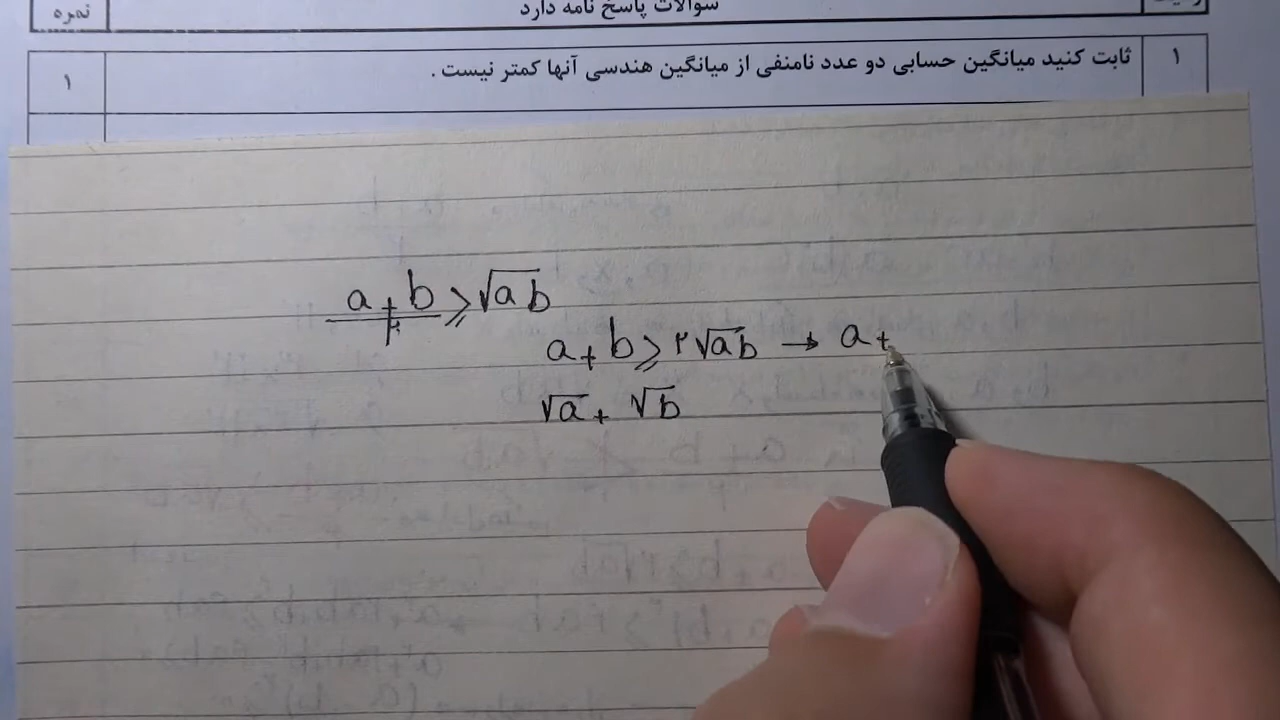 نمره
سوالات پاسخ نامه دارد
ردیف
۱
ثابت کنید میانگین حسابی دو عدد نامنفی از میانگین هندسی آنها کمتر نیست .
۱
a+b/۲ ⩾ √ab
a+b ⩾ ۲√ab → a+
√a + √b